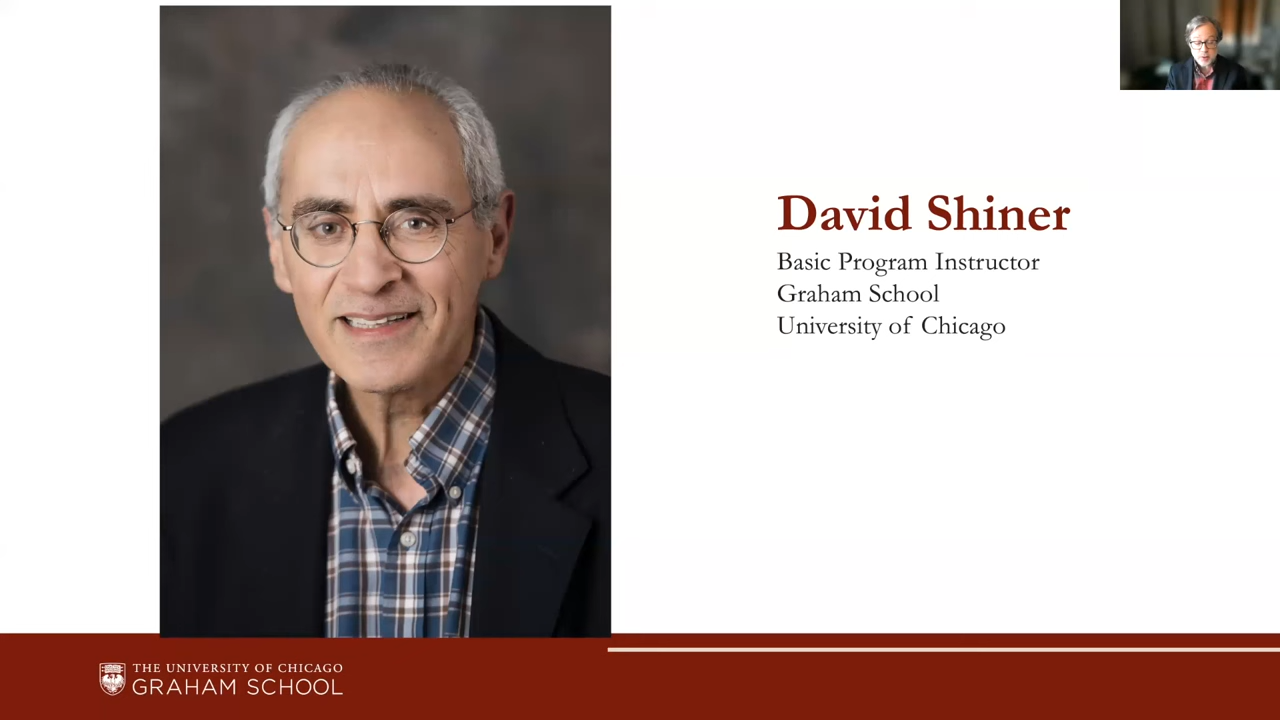 David Shiner
Basic Program Instructor
Graham School
University of Chicago
THE UNIVERSITY OF CHICAGO
GRAHAM SCHOOL